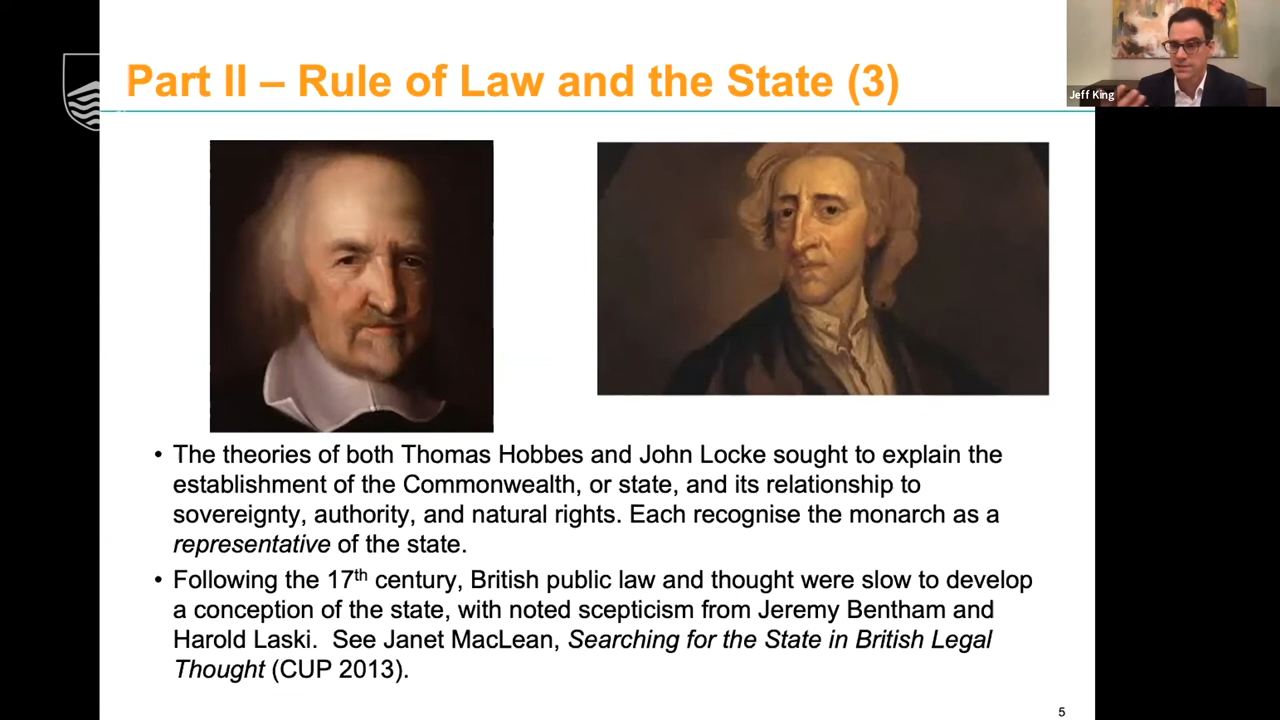 Part II – Rule of Law and the State (3)
Jeff King
• The theories of both Thomas Hobbes and John Locke sought to explain the
establishment of the Commonwealth, or state, and its relationship to
sovereignty, authority, and natural rights. Each recognise the monarch as a
representative of the state.
• Following the 17th century, British public law and thought were slow to develop
a conception of the state, with noted scepticism from Jeremy Bentham and
Harold Laski.  See Janet MacLean, Searching for the State in British Legal
Thought (CUP 2013).
5